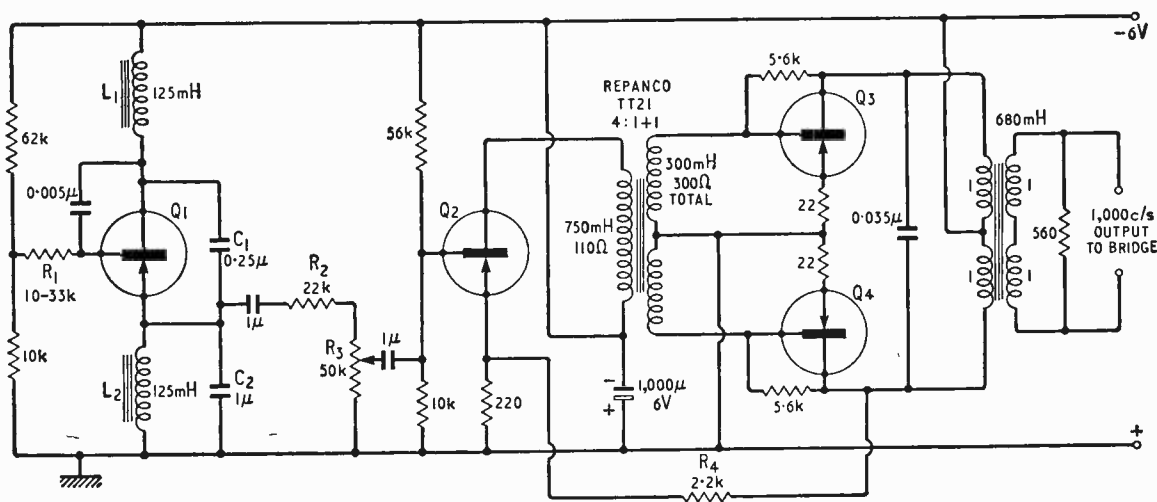 -6V
L1
125mH
62k
0·005µ
Q1
R1
10-33k
C1
0·25µ
1µ
R2
22k
R3
50k
1µ
10k
L2
125mH
C2
1µ
56k
Q2
10k
220
REPANCO
TT21
4:1+1
750mH
110Ω
300mH
300Ω
TOTAL
-
+
1,000µ
6V
5·6k
Q3
22
22
Q4
5·6k
0·035µ
680mH
1
1
1
1
560
1,000c/s
OUTPUT
TO BRIDGE
+
R4
2·2k